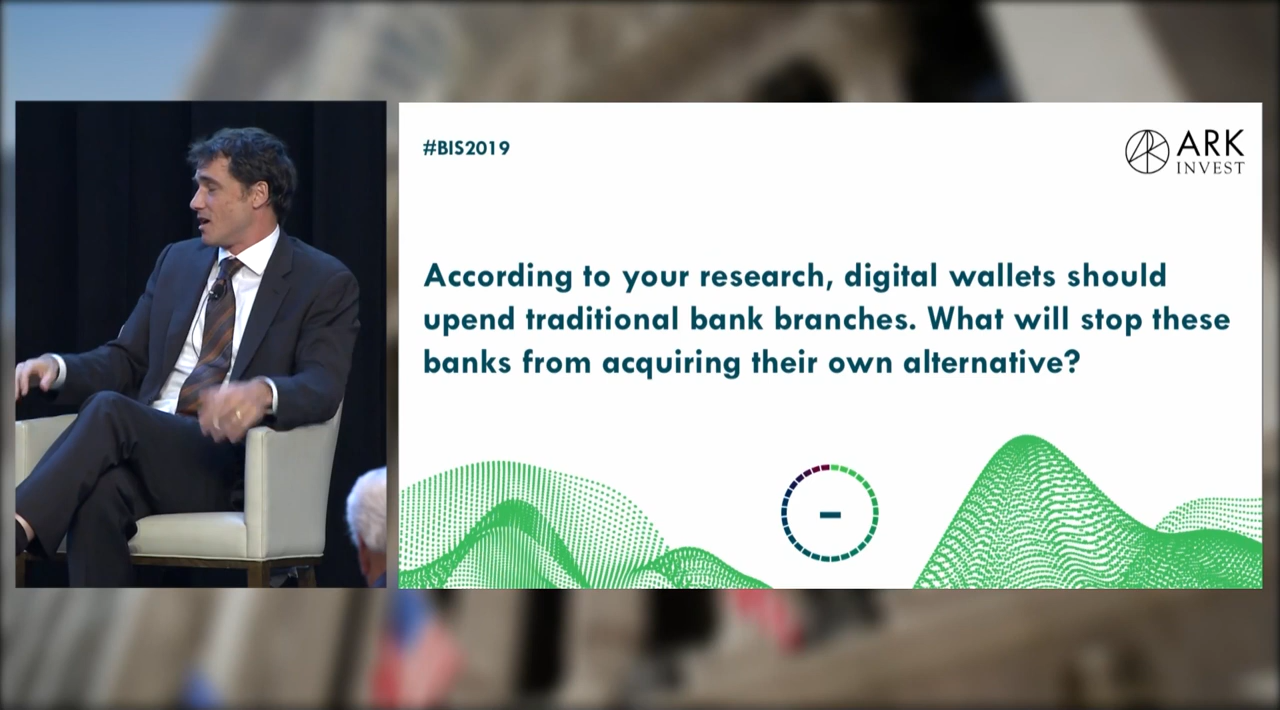 #BIS2019
ARK
INVEST
According to your research, digital wallets should
upend traditional bank branches. What will stop these
banks from acquiring their own alternative?